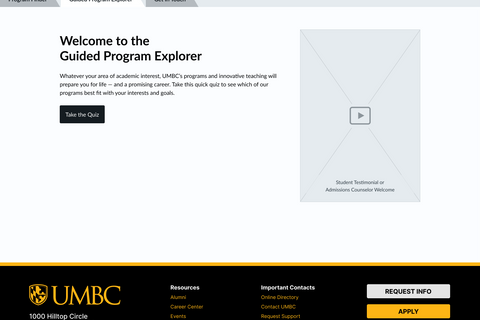 Program Finder Guided Program Explorer Get in Touch
Welcome to the
Guided Program Explorer
Whatever your area of academic interest, UMBC's programs and innovative teaching will
prepare you for life — and a promising career. Take this quick quiz to see which of our
programs best fit with your interests and goals.
Take the Quiz
Student Testimonial or
Admissions Counselor Welcome
UMBC
1000 Hilltop Circle
Resources
Alumni
Career Center
Events
Important Contacts
Online Directory
Contact UMBC
Request Support
REQUEST INFO
APPLY